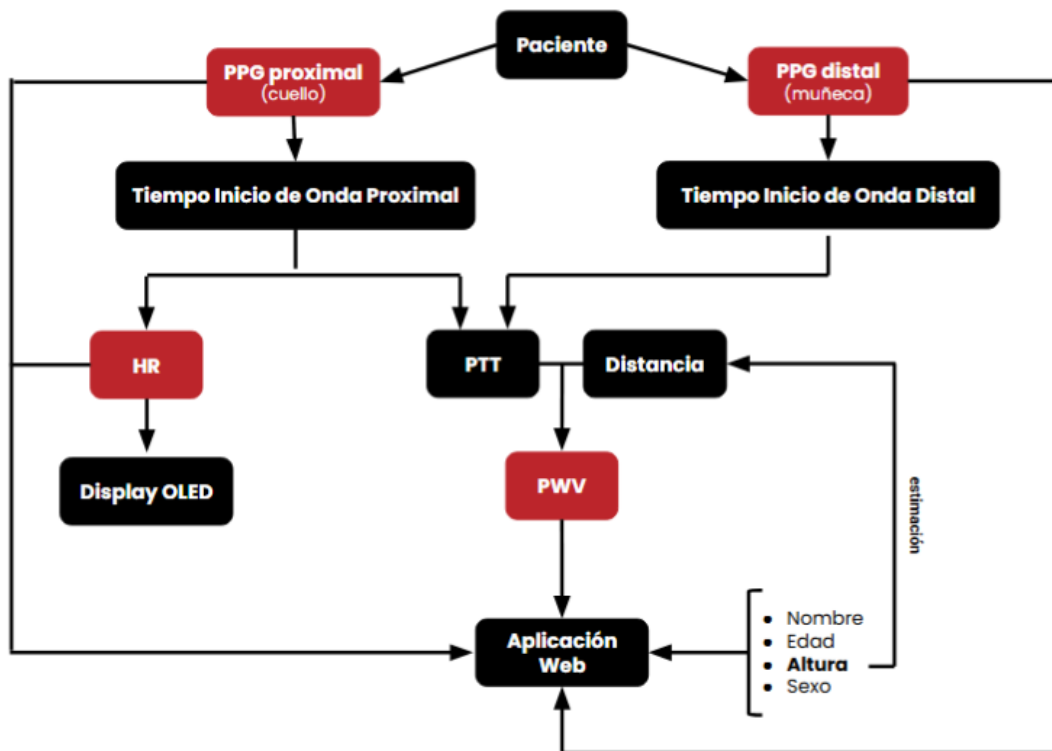 Paciente
PPG proximal
(cuello)
PPG distal
(muñeca)
Tiempo Inicio de Onda Proximal
Tiempo Inicio de Onda Distal
HR
PTT
Distancia
Display OLED
PWV
estimación
Aplicación
Web
• Nombre
• Edad
• Altura
• Sexo